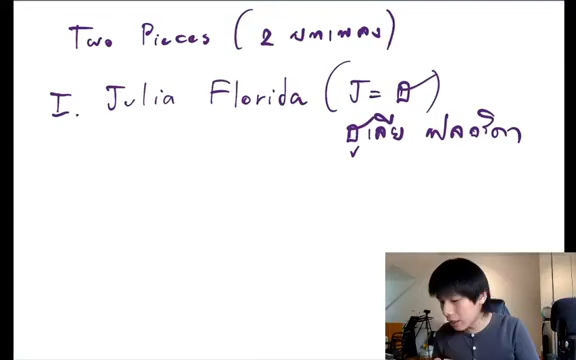 Two Pieces (2 บทเพลง)
I. Julia Florida (J = ฮ)
ฮูเลีย ฟลอริดา